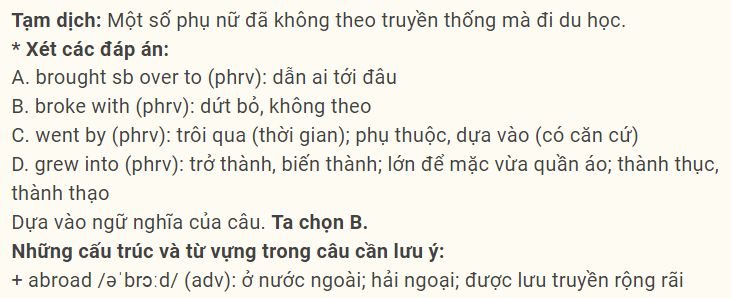 Tạm dịch: Một số phụ nữ đã không theo truyền thống mà đi du học.
* Xét các đáp án:
A. brought sb over to (phrv): dẫn ai tới đâu
B. broke with (phrv): dứt bỏ, không theo
C. went by (phrv): trôi qua (thời gian); phụ thuộc, dựa vào (có căn cứ)
D. grew into (phrv): trở thành, biến thành; lớn để mặc vừa quần áo; thành thục,
thành thạo
Dựa vào ngữ nghĩa của câu. Ta chọn B.
Những cấu trúc và từ vựng trong câu cần lưu ý:
+ abroad /əˈbrɔːd/ (adv): ở nước ngoài; hải ngoại; được lưu truyền rộng rãi